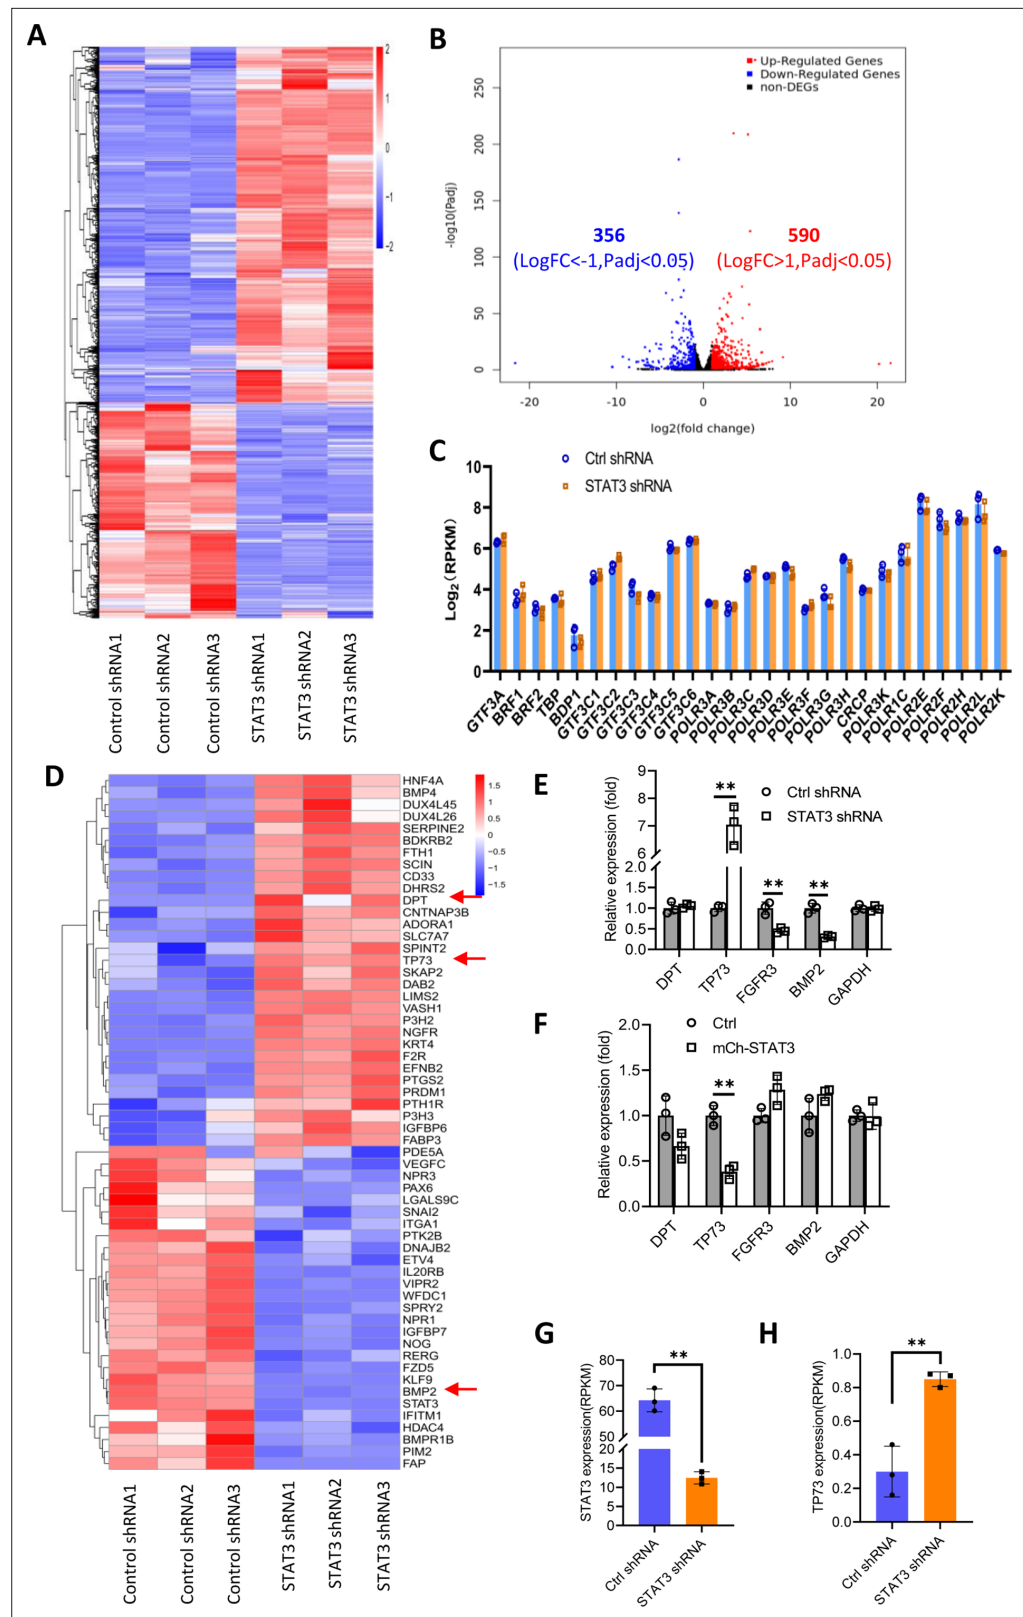 A
2
1
0
-1
-2
Control shRNA1
Control shRNA2
Control shRNA3
STAT3 shRNA1
STAT3 shRNA2
STAT3 shRNA3
B
Up-Regulated Genes
Down-Regulated Genes
non-DEGs
250
200
150
100
50
0
-log10(Padj)
356
(LogFC<-1,Padj<0.05)
590
(LogFC>1,Padj<0.05)
-20
-10
0
10
20
log2(fold change)
C
Ctrl shRNA
STAT3 shRNA
10
8
6
4
2
0
Log2(RPKM)
GTF3A
BRF1
BRF2
TBP
BDP1
GTF3C1
GTF3C2
GTF3C3
GTF3C4
GTF3C5
GTF3C6
POLR3A
POLR3B
POLR3C
POLR3D
POLR3E
POLR3F
POLR3G
POLR3H
CRCP
POLR3K
POLR1C
POLR2E
POLR2F
POLR2H
POLR2L
POLR2K
D
1.5
1
0.5
0
-0.5
-1
-1.5
HNF4A
BMP4
DUX4L45
DUX4L26
SERPINE2
BDKRB2
FTH1
SCIN
CD33
DHRS2
DPT
CNTNAP3B
ADORA1
SLC7A7
SPINT2
TP73
SKAP2
DAB2
LIMS2
VASH1
P3H2
NGFR
KRT4
F2R
EFNB2
PTGS2
PRDM1
PTH1R
P3H3
IGFBP6
FABP3
PDE5A
VEGFC
NPR3
PAX6
LGALS9C
SNAI2
ITGA1
PTK2B
DNAJB2
ETV4
IL20RB
VIPR2
WFDC1
SPRY2
NPR1
IGFBP7
NOG
RERG
FZD5
KLF9
BMP2
STAT3
IFITM1
HDAC4
BMPR1B
PIM2
FAP
Control shRNA1
Control shRNA2
Control shRNA3
STAT3 shRNA1
STAT3 shRNA2
STAT3 shRNA3
E
Relative expression (fold)
9
8
7
6
2.0
1.5
1.0
0.5
0.0
Ctrl shRNA
STAT3 shRNA
**
**
**
DPT
TP73
FGFR3
BMP2
GAPDH
F
Relative expression (fold)
2.0
1.5
1.0
0.5
0.0
Ctrl
mCh-STAT3
**
DPT
TP73
FGFR3
BMP2
GAPDH
G
STAT3 expression(RPKM)
80
70
60
50
20
15
10
5
0
**
Ctrl shRNA
STAT3 shRNA
H
TP73 expression(RPKM)
1.0
0.8
0.6
0.4
0.2
0.0
**
Ctrl shRNA
STAT3 shRNA